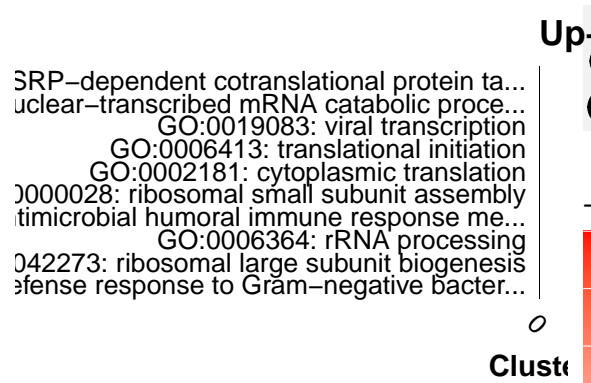 Up-
SRP−dependent cotranslational protein ta...
uclear−transcribed mRNA catabolic proce...
GO:0019083: viral transcription
GO:0006413: translational initiation
GO:0002181: cytoplasmic translation
0000028: ribosomal small subunit assembly
timicrobial humoral immune response me...
GO:0006364: rRNA processing
042273: ribosomal large subunit biogenesis
efense response to Gram−negative bacter...
0
Cluste